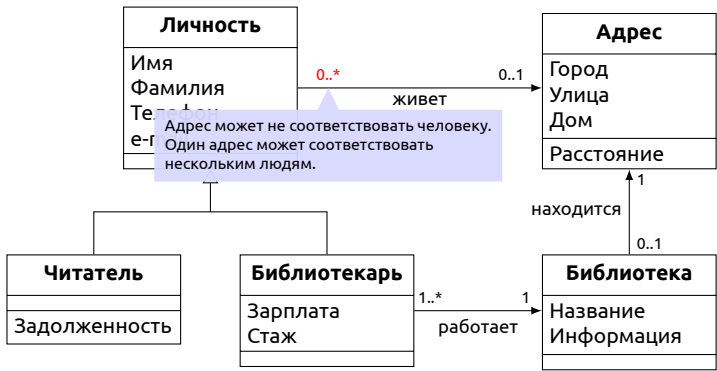 Личность
Имя
Фамилия
Телефон
0..*
0..1
живет
Адрес может не соответствовать человеку.
Один адрес может соответствовать
нескольким людям.
Адрес
Город
Улица
Дом
Расстояние
1
находится
0..1
Читатель
Задолженность
Библиотекарь
Зарплата
Стаж
1..*
1
работает
Библиотека
Название
Информация